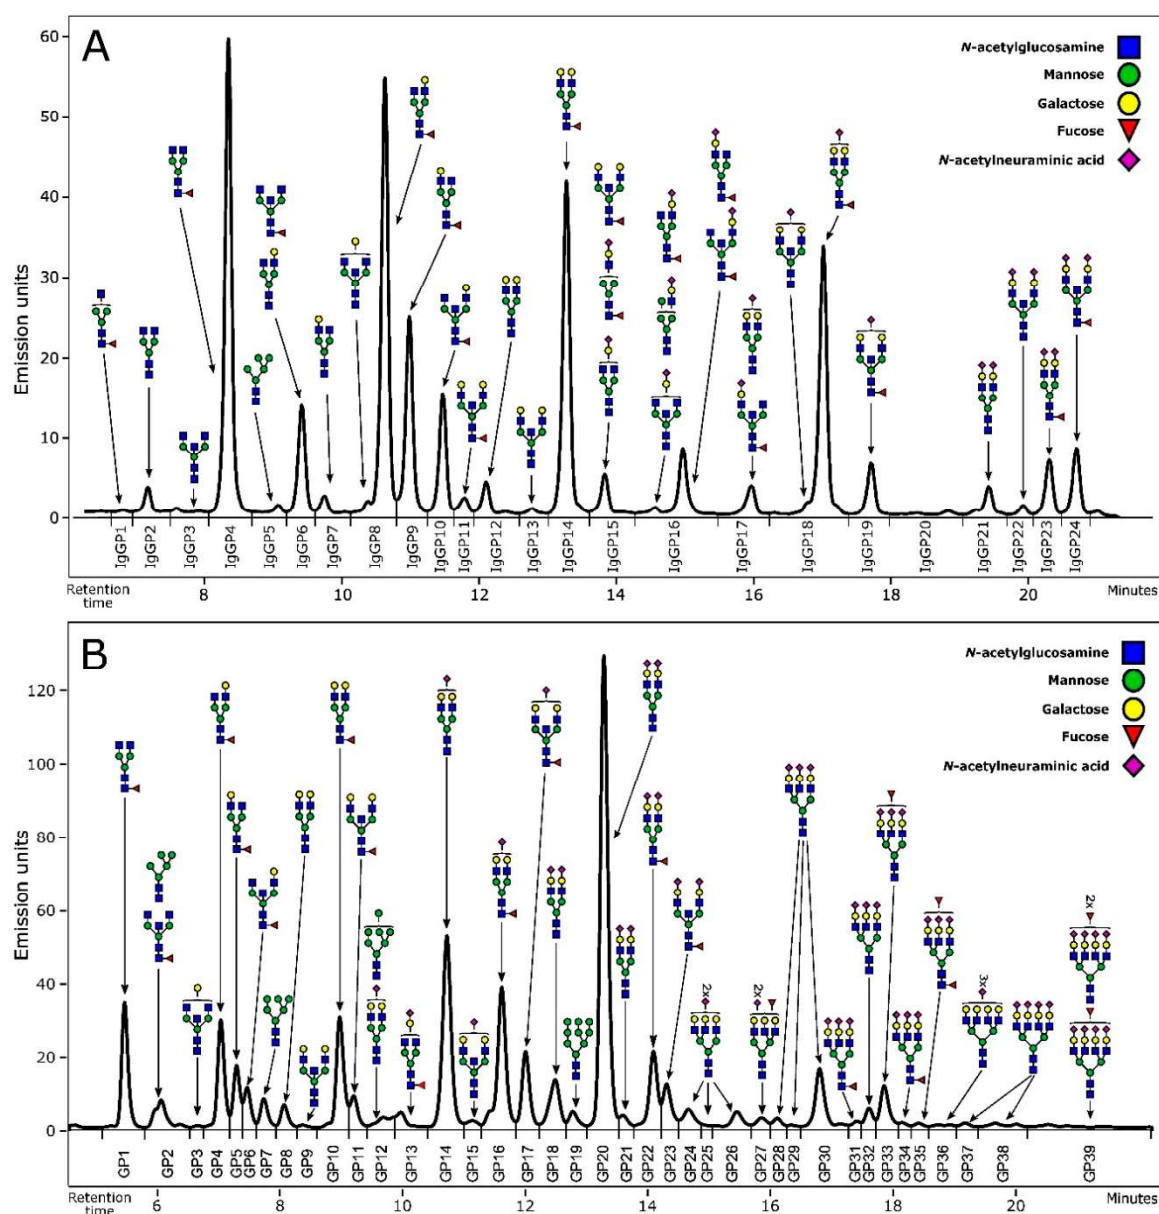 A
N-acetylglucosamine
Mannose
Galactose
Fucose
N-acetylneuraminic acid
Emission units
60
50
40
30
20
10
0
IgGP1
IgGP2
IgGP3
IgGP4
IgGP5
IgGP6
IgGP7
IgGP8
IgGP9
IgGP10
IgGP11
IgGP12
IgGP13
IgGP14
IgGP15
IgGP16
IgGP17
IgGP18
IgGP19
IgGP20
IgGP21
IgGP22
IgGP23
IgGP24
Retention time
8
10
12
14
16
18
20
Minutes
B
N-acetylglucosamine
Mannose
Galactose
Fucose
N-acetylneuraminic acid
Emission units
120
100
80
60
40
20
0
2x
2x
3x
2x
GP1
GP2
GP3
GP4
GP5
GP6
GP7
GP8
GP9
GP10
GP11
GP12
GP13
GP14
GP15
GP16
GP17
GP18
GP19
GP20
GP21
GP22
GP23
GP24
GP25
GP26
GP27
GP28
GP29
GP30
GP31
GP32
GP33
GP34
GP35
GP36
GP37
GP38
GP39
Retention time
6
8
10
12
14
16
18
20
Minutes